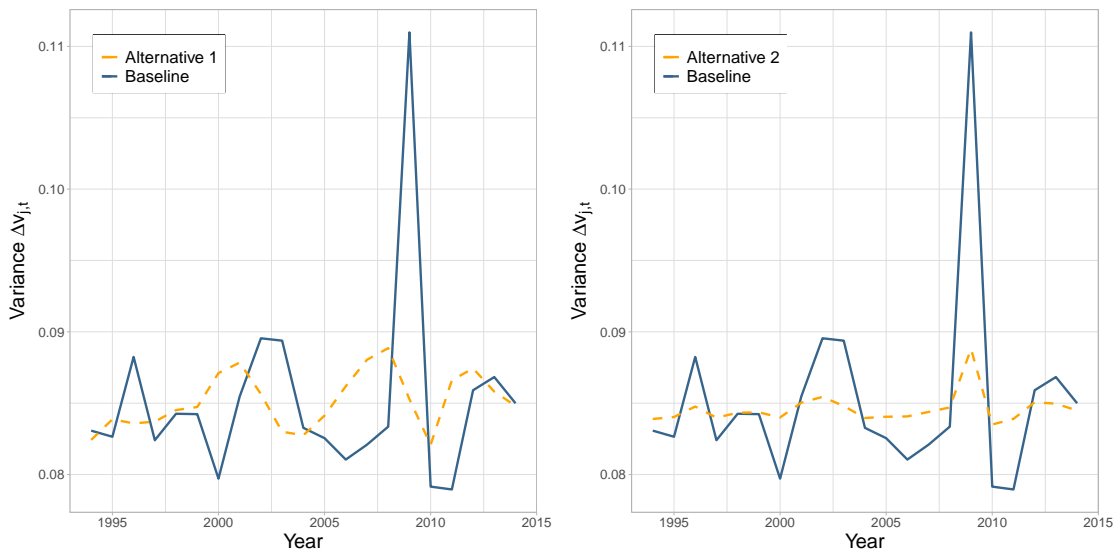 Alternative 1
Baseline
0.11
0.10
0.09
0.08
Variance Δv_{j,t}
1995
2000
2005
2010
2015
Year
Alternative 2
Baseline
0.11
0.10
0.09
0.08
Variance Δv_{j,t}
1995
2000
2005
2010
2015
Year